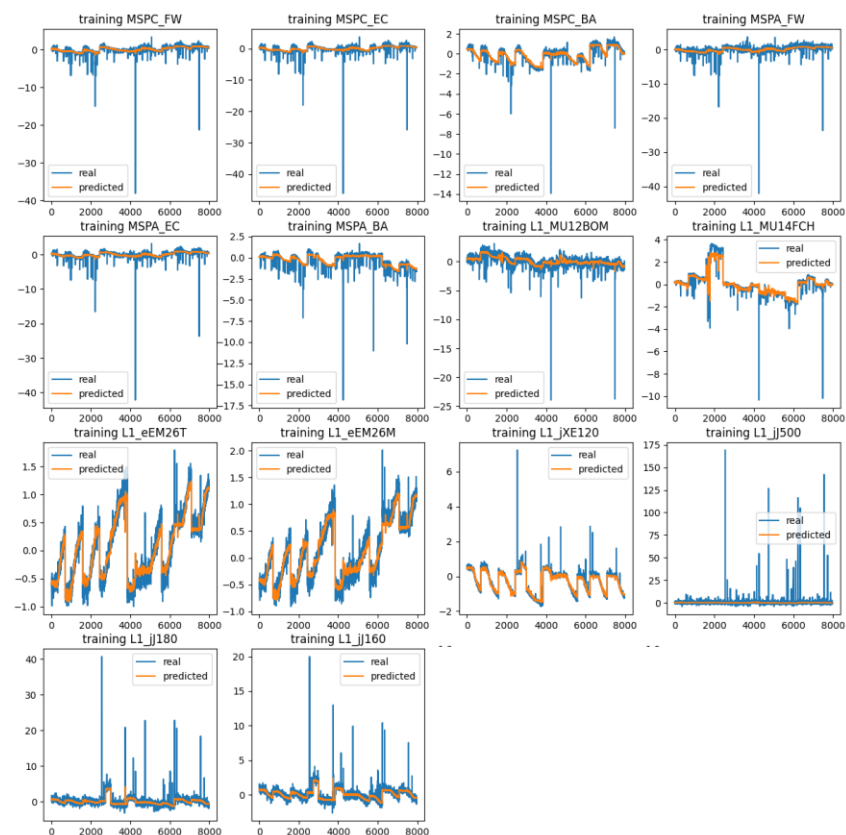 training MSPC_FW
0
−10
−20
−30
−40
real
predicted
0 2000 4000 6000 8000
training MSPC_EC
0
−10
−20
−30
−40
real
predicted
0 2000 4000 6000 8000
training MSPC_BA
2
0
−2
−4
−6
−8
−10
−12
−14
real
predicted
0 2000 4000 6000 8000
training MSPA_FW
0
−10
−20
−30
−40
real
predicted
0 2000 4000 6000 8000
training MSPA_EC
0
−10
−20
−30
−40
real
predicted
0 2000 4000 6000 8000
training MSPA_BA
2.5
0.0
−2.5
−5.0
−7.5
−10.0
−12.5
−15.0
−17.5
real
predicted
0 2000 4000 6000 8000
training L1_MU12BOM
5
0
−5
−10
−15
−20
−25
real
predicted
0 2000 4000 6000 8000
training L1_MU14FCH
4
2
0
−2
−4
−6
−8
−10
real
predicted
0 2000 4000 6000 8000
training L1_eEM26T
1.5
1.0
0.5
0.0
−0.5
−1.0
real
predicted
0 2000 4000 6000 8000
training L1_eEM26M
2.0
1.5
1.0
0.5
0.0
−0.5
−1.0
real
predicted
0 2000 4000 6000 8000
training L1_jXE120
6
4
2
0
−2
real
predicted
0 2000 4000 6000 8000
training L1_jJ500
175
150
125
100
75
50
25
0
real
predicted
0 2000 4000 6000 8000
training L1_jJ180
40
30
20
10
0
real
predicted
0 2000 4000 6000 8000
training L1_jJ160
20
15
10
5
0
real
predicted
0 2000 4000 6000 8000